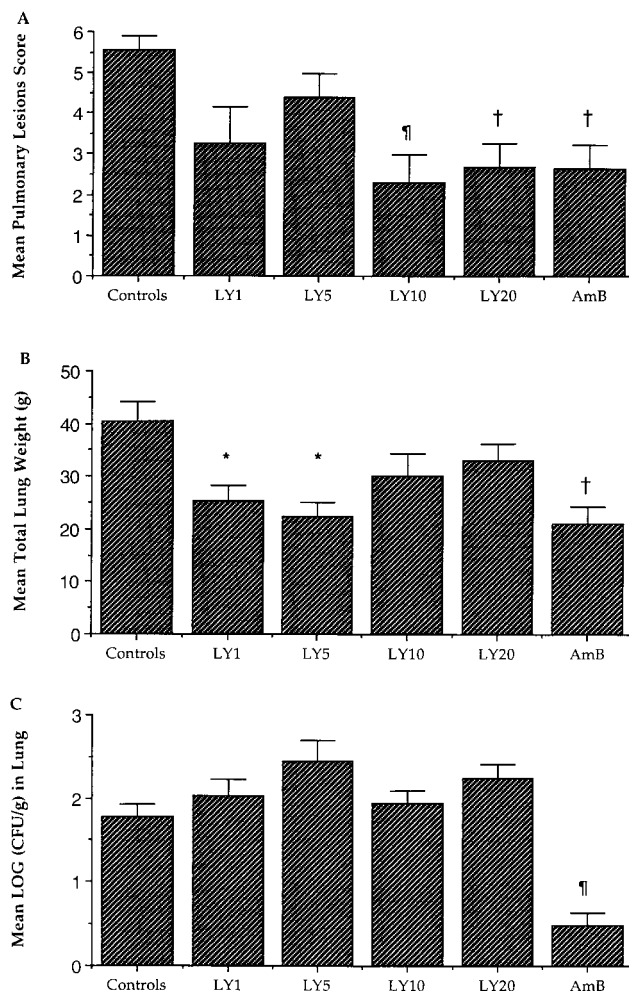 A
Mean Pulmonary Lesions Score
6
5
4
3
2
1
0
¶
†
†
Controls LY1 LY5 LY10 LY20 AmB
B
Mean Total Lung Weight (g)
50
40
30
20
10
0
*
*
†
Controls LY1 LY5 LY10 LY20 AmB
C
Mean LOG (CFU/g) in Lung
3
2
1
0
¶
Controls LY1 LY5 LY10 LY20 AmB